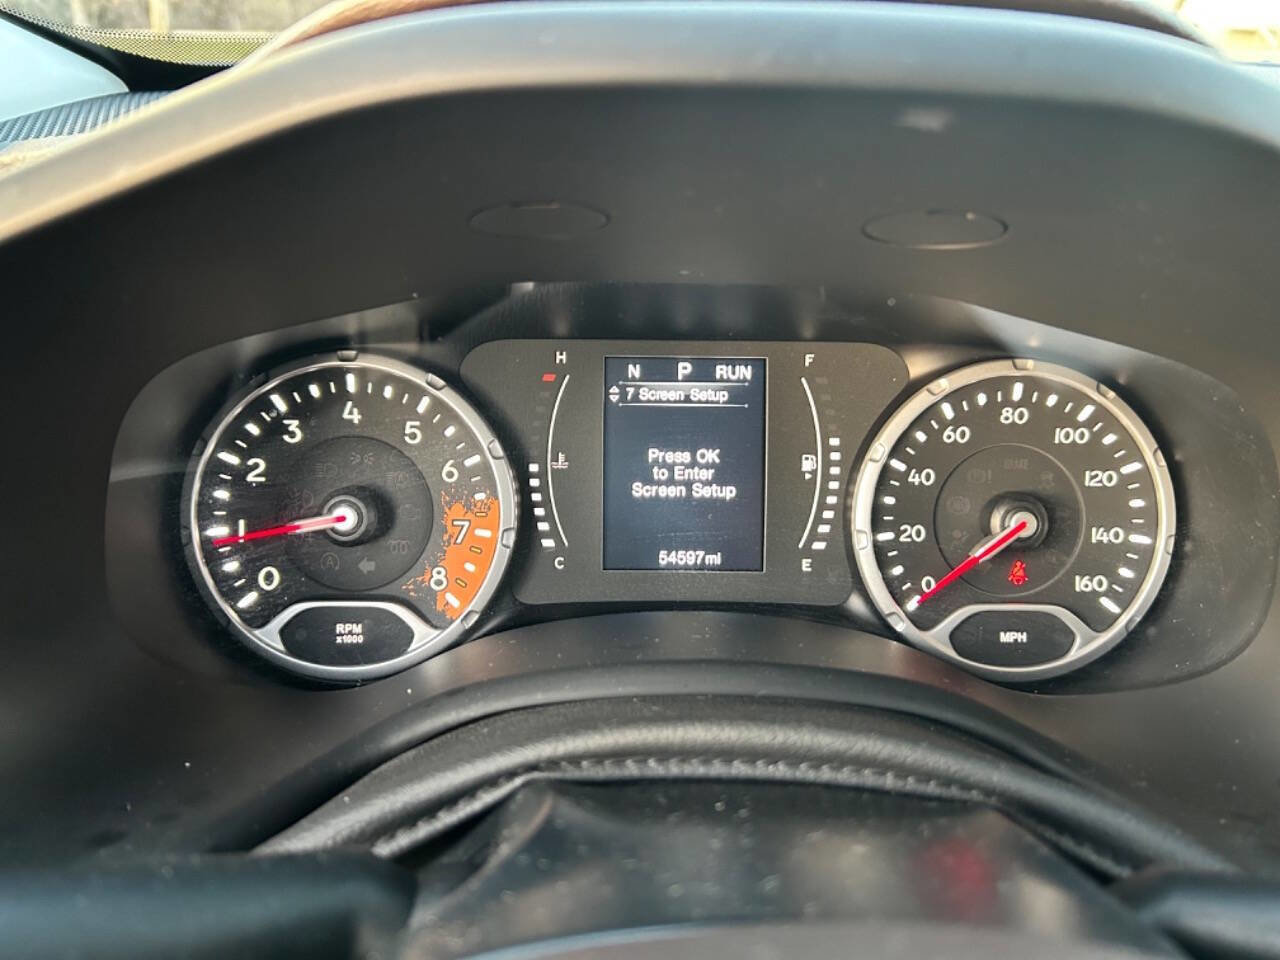 H
F
N P RUN
7 Screen Setup
Press OK
to Enter
Screen Setup
54597mi
C
E
0
1
2
3
4
5
6
7
8
RPM
x1000
0
20
40
60
80
100
120
140
160
MPH